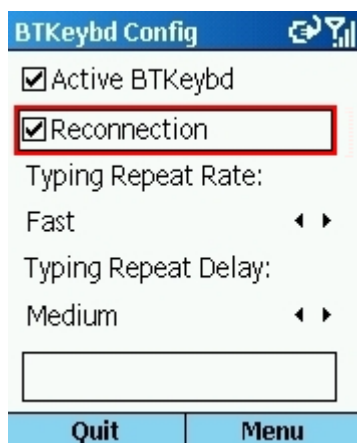 BTKeybd Config
Active BTKeybd
Reconnection
Typing Repeat Rate:
Fast
Typing Repeat Delay:
Medium
Quit Menu